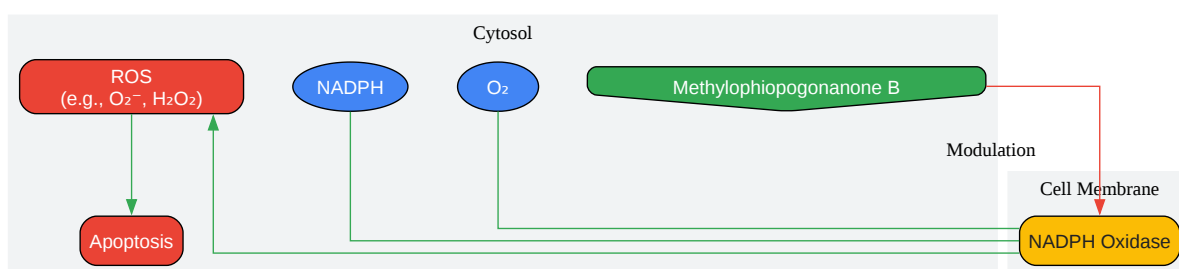 Cytosol
ROS
(e.g., O₂⁻, H₂O₂)
NADPH
O₂
Methylophiopogonanone B
Modulation
Cell Membrane
Apoptosis
NADPH Oxidase